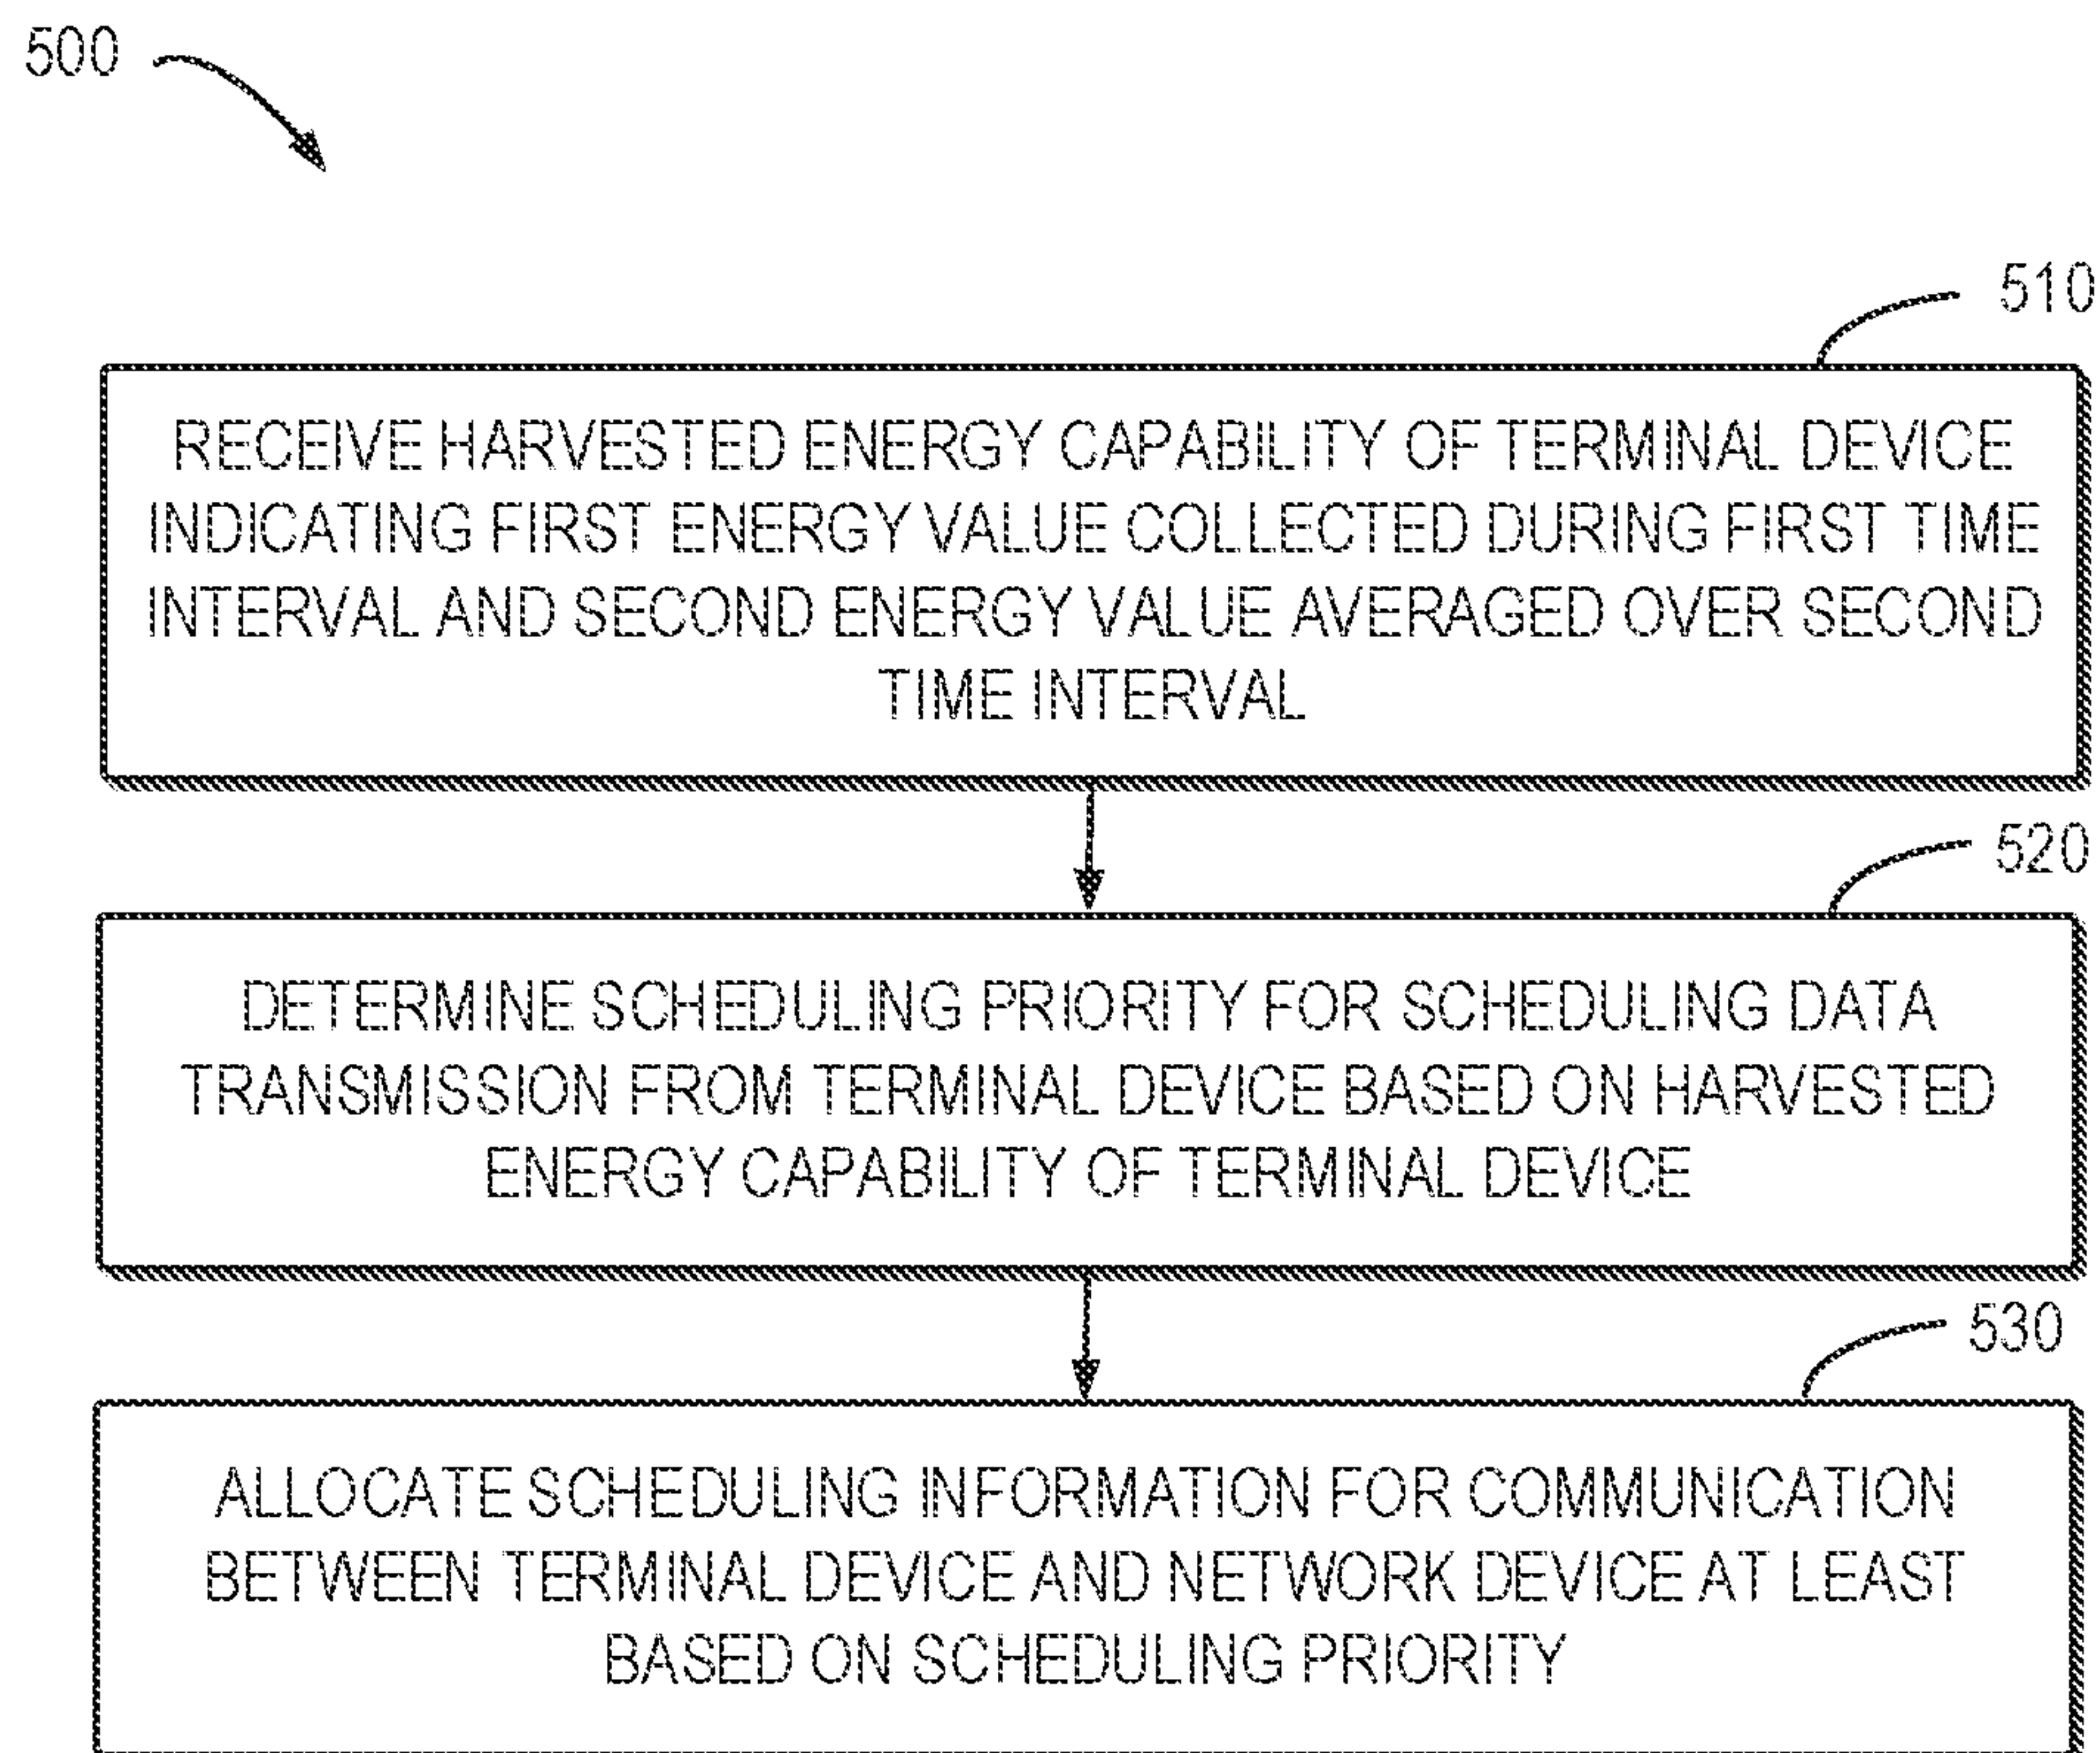 500
510
RECEIVE HARVESTED ENERGY CAPABILITY OF TERMINAL DEVICE
INDICATING FIRST ENERGY VALUE COLLECTED DURING FIRST TIME
INTERVAL AND SECOND ENERGY VALUE AVERAGED OVER SECOND
TIME INTERVAL
520
DETERMINE SCHEDULING PRIORITY FOR SCHEDULING DATA
TRANSMISSION FROM TERMINAL DEVICE BASED ON HARVESTED
ENERGY CAPABILITY OF TERMINAL DEVICE
530
ALLOCATE SCHEDULING INFORMATION FOR COMMUNICATION
BETWEEN TERMINAL DEVICE AND NETWORK DEVICE AT LEAST
BASED ON SCHEDULING PRIORITY